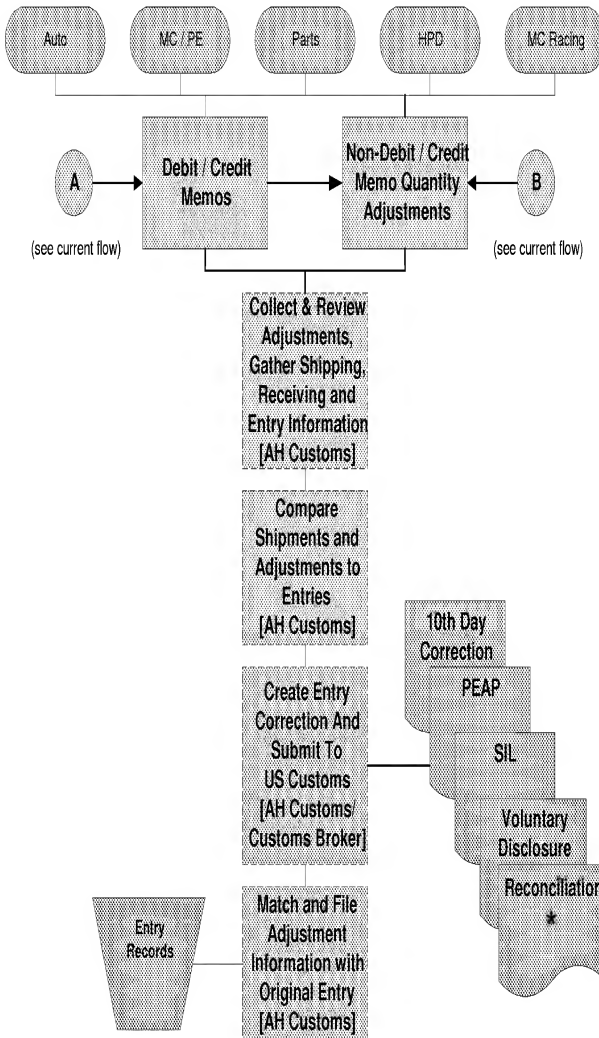 Auto
MC / PE
Parts
HPD
MC Racing
A
Debit / Credit
Memos
Non-Debit / Credit
Memo Quantity
Adjustments
B
(see current flow)
(see current flow)
Collect & Review
Adjustments,
Gather Shipping,
Receiving and
Entry Information
[AH Customs]
Compare
Shipments and
Adjustments to
Entries
[AH Customs]
Create Entry
Correction And
Submit To
US Customs
[AH Customs/
Customs Broker]
10th Day
Correction
PEAP
SIL
Voluntary
Disclosure
Reconciliation
*
Entry
Records
Match and File
Adjustment
Information with
Original Entry
[AH Customs]